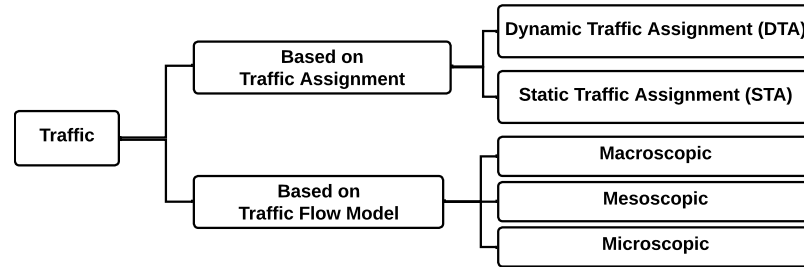 Traffic
Based on
Traffic Assignment
Dynamic Traffic Assignment (DTA)
Static Traffic Assignment (STA)
Based on
Traffic Flow Model
Macroscopic
Mesoscopic
Microscopic